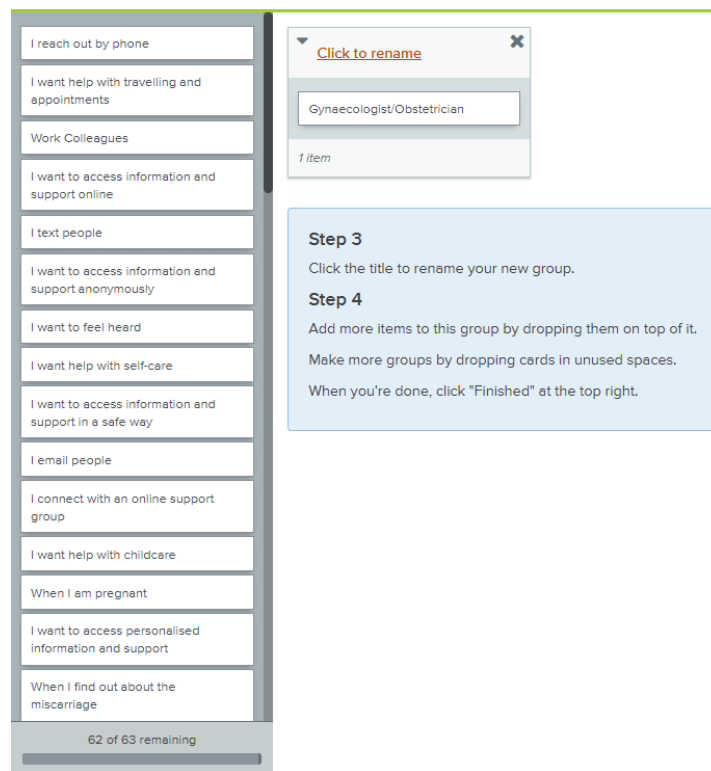 I reach out by phone
I want help with travelling and
appointments
Work Colleagues
I want to access information and
support online
I text people
I want to access information and
support anonymously
I want to feel heard
I want help with self-care
I want to access information and
support in a safe way
I email people
I connect with an online support
group
I want help with childcare
When I am pregnant
I want to access personalised
information and support
When I find out about the
miscarriage
62 of 63 remaining
Click to rename
Gynaecologist/Obstetrician
1 item
Step 3
Click the title to rename your new group.
Step 4
Add more items to this group by dropping them on top of it.
Make more groups by dropping cards in unused spaces.
When you're done, click "Finished" at the top right.